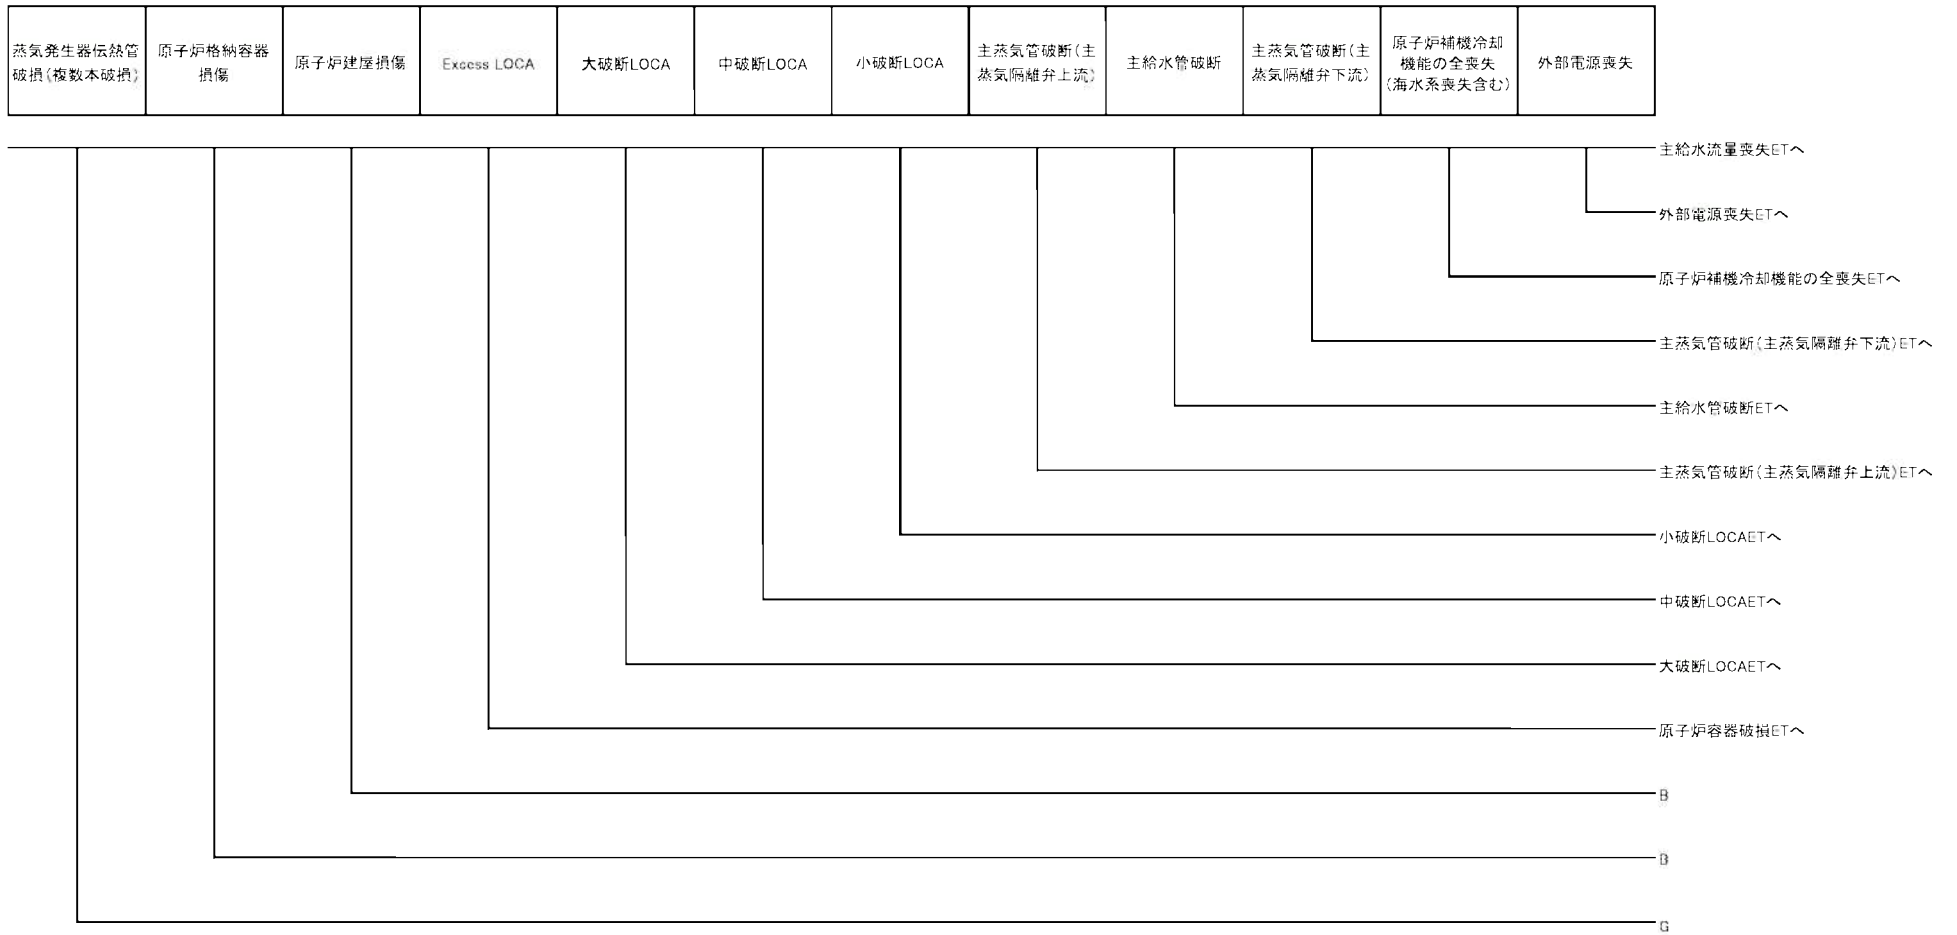 蒸気発生器伝熱管
破損(複数本破損)
原子炉格納容器
損傷
原子炉建屋損傷
Excess LOCA
大破断LOCA
中破断LOCA
小破断LOCA
主蒸気管破断(主
蒸気隔離弁上流)
主給水管破断
主蒸気管破断(主
蒸気隔離弁下流)
原子炉補機冷却
機能の全喪失
(海水系喪失含む)
外部電源喪失
主給水流量喪失ETへ
外部電源喪失ETへ
原子炉補機冷却機能の全喪失ETへ
主蒸気管破断(主蒸気隔離弁下流)ETへ
主給水管破断ETへ
主蒸気管破断(主蒸気隔離弁上流)ETへ
小破断LOCAETへ
中破断LOCAETへ
大破断LOCAETへ
原子炉容器破損ETへ
B
B
G